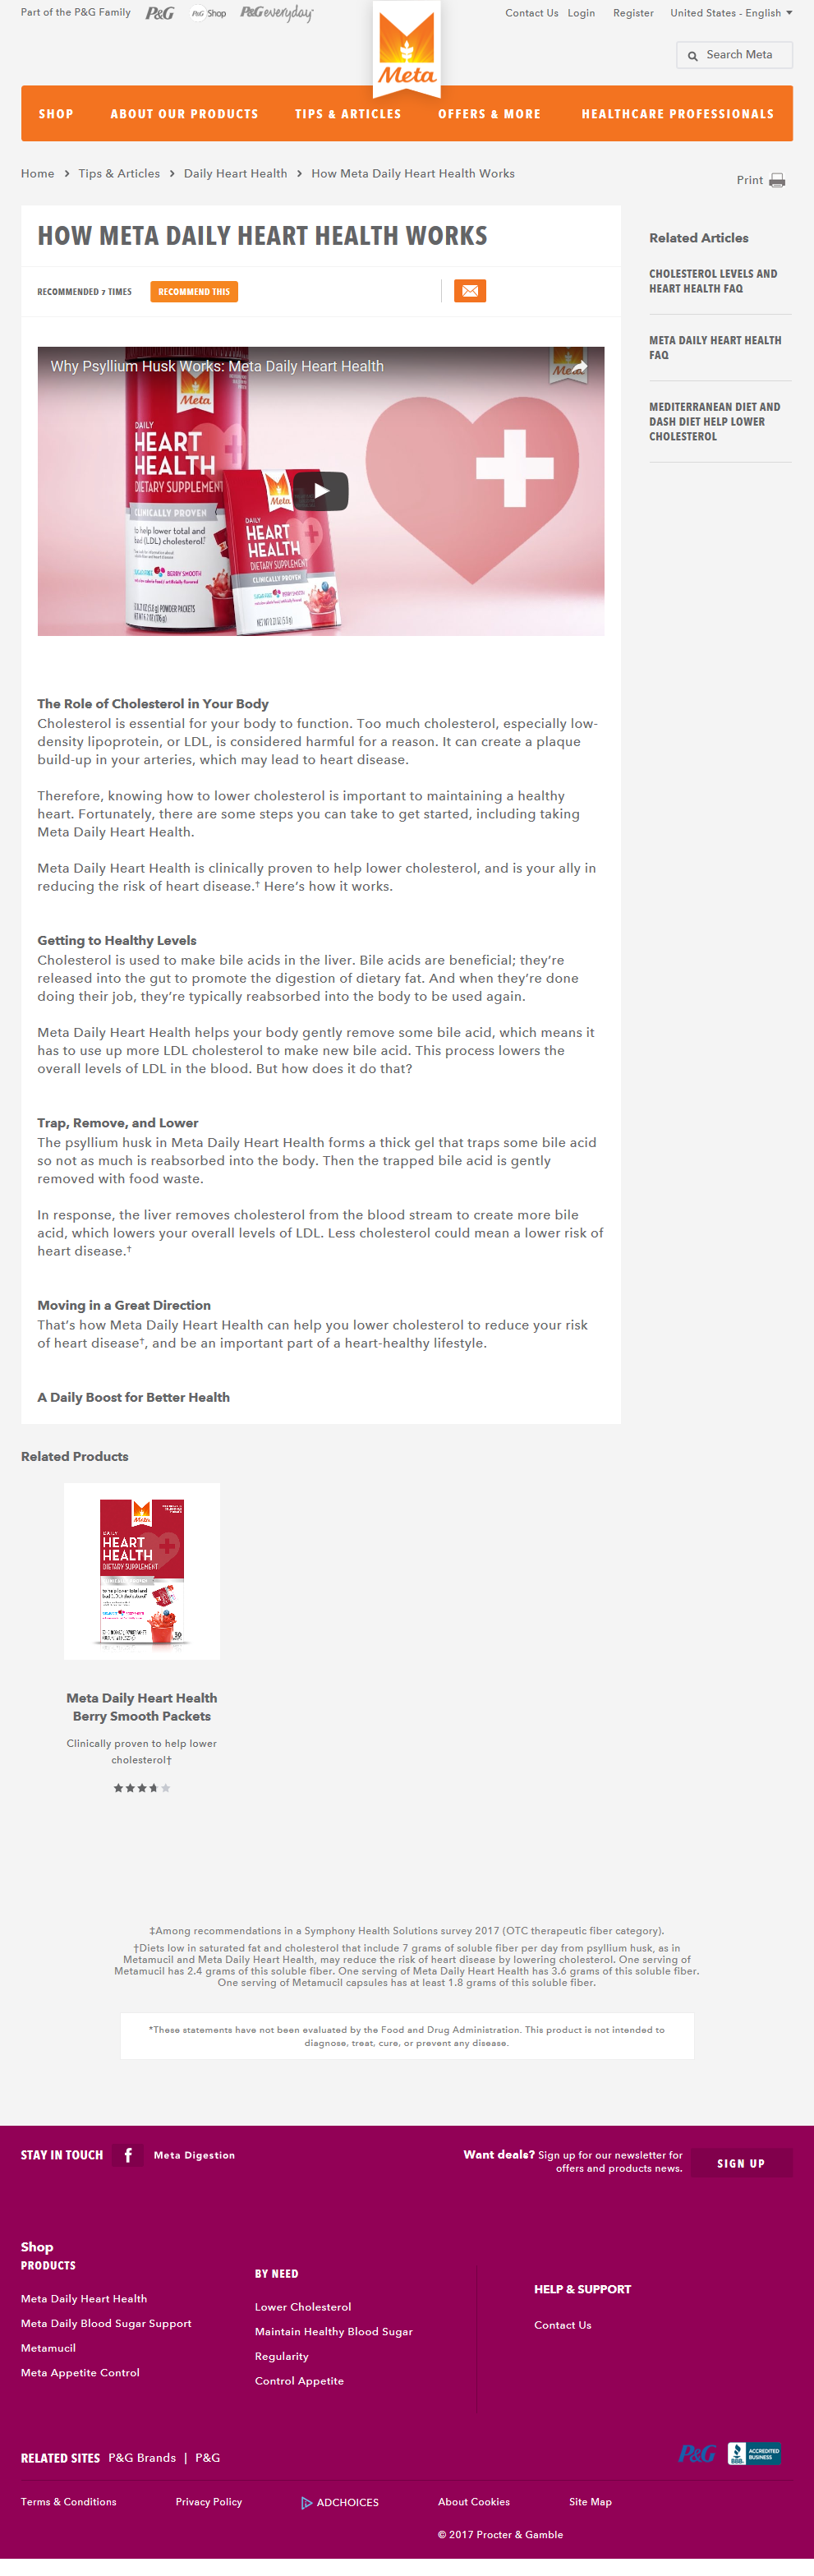 Part of the P&G Family P&G P&G Shop P&Geveryday
Meta
Contact Us Login Register United States - English
Search Meta
SHOP ABOUT OUR PRODUCTS TIPS & ARTICLES OFFERS & MORE HEALTHCARE PROFESSIONALS
Home > Tips & Articles > Daily Heart Health > How Meta Daily Heart Health Works
Print
HOW META DAILY HEART HEALTH WORKS
RECOMMENDED 7 TIMES RECOMMEND THIS
Why Psyllium Husk Works: Meta Daily Heart Health
Meta
DAILY
HEART
HEALTH
DIETARY SUPPLEMENT
CLINICALLY PROVEN
to help lower total and
bad (LDL) cholesterol†
SUGAR FREE BERRY SMOOTH
Meta
DAILY
HEART
HEALTH
DIETARY SUPPLEMENT
CLINICALLY PROVEN
The Role of Cholesterol in Your Body
Cholesterol is essential for your body to function. Too much cholesterol, especially low-
density lipoprotein, or LDL, is considered harmful for a reason. It can create a plaque
build-up in your arteries, which may lead to heart disease.
Therefore, knowing how to lower cholesterol is important to maintaining a healthy
heart. Fortunately, there are some steps you can take to get started, including taking
Meta Daily Heart Health.
Meta Daily Heart Health is clinically proven to help lower cholesterol, and is your ally in
reducing the risk of heart disease.† Here's how it works.
Getting to Healthy Levels
Cholesterol is used to make bile acids in the liver. Bile acids are beneficial; they're
released into the gut to promote the digestion of dietary fat. And when they're done
doing their job, they're typically reabsorbed into the body to be used again.
Meta Daily Heart Health helps your body gently remove some bile acid, which means it
has to use up more LDL cholesterol to make new bile acid. This process lowers the
overall levels of LDL in the blood. But how does it do that?
Trap, Remove, and Lower
The psyllium husk in Meta Daily Heart Health forms a thick gel that traps some bile acid
so not as much is reabsorbed into the body. Then the trapped bile acid is gently
removed with food waste.
In response, the liver removes cholesterol from the blood stream to create more bile
acid, which lowers your overall levels of LDL. Less cholesterol could mean a lower risk of
heart disease.†
Moving in a Great Direction
That's how Meta Daily Heart Health can help you lower cholesterol to reduce your risk
of heart disease†, and be an important part of a heart-healthy lifestyle.
A Daily Boost for Better Health
Related Articles
CHOLESTEROL LEVELS AND
HEART HEALTH FAQ
META DAILY HEART HEALTH
FAQ
MEDITERRANEAN DIET AND
DASH DIET HELP LOWER
CHOLESTEROL
Related Products
Meta
DAILY
HEART
HEALTH
DIETARY SUPPLEMENT
Meta Daily Heart Health
Berry Smooth Packets
Clinically proven to help lower
cholesterol†
‡Among recommendations in a Symphony Health Solutions survey 2017 (OTC therapeutic fiber category).
†Diets low in saturated fat and cholesterol that include 7 grams of soluble fiber per day from psyllium husk, as in
Metamucil and Meta Daily Heart Health, may reduce the risk of heart disease by lowering cholesterol. One serving of
Metamucil has 2.4 grams of this soluble fiber. One serving of Meta Daily Heart Health has 3.6 grams of this soluble fiber.
One serving of Metamucil capsules has at least 1.8 grams of this soluble fiber.
*These statements have not been evaluated by the Food and Drug Administration. This product is not intended to
diagnose, treat, cure, or prevent any disease.
STAY IN TOUCH f Meta Digestion
Want deals? Sign up for our newsletter for
offers and products news.
SIGN UP
Shop
PRODUCTS
Meta Daily Heart Health
Meta Daily Blood Sugar Support
Metamucil
Meta Appetite Control
BY NEED
Lower Cholesterol
Maintain Healthy Blood Sugar
Regularity
Control Appetite
HELP & SUPPORT
Contact Us
RELATED SITES P&G Brands | P&G
P&G BBB ACCREDITED
BUSINESS
Terms & Conditions Privacy Policy ADCHOICES About Cookies Site Map
© 2017 Procter & Gamble